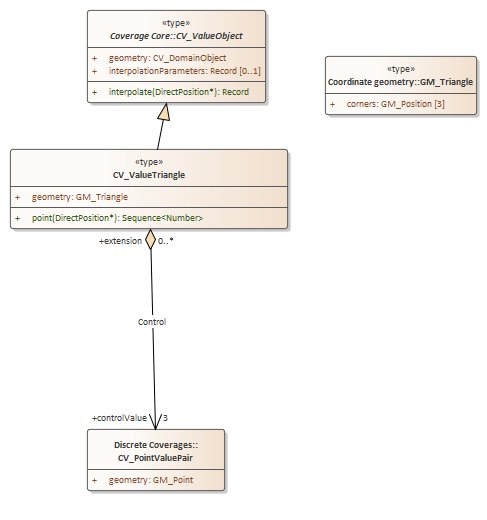 «type»
Coverage Core::CV_ValueObject
+ geometry: CV_DomainObject
+ interpolationParameters: Record [0..1]
+ interpolate(DirectPosition*): Record
«type»
Coordinate geometry::GM_Triangle
+ corners: GM_Position [3]
«type»
CV_ValueTriangle
+ geometry: GM_Triangle
+ point(DirectPosition*): Sequence<Number>
+extension 0..*
Control
+controlValue 3
Discrete Coverages::
CV_PointValuePair
+ geometry: GM_Point